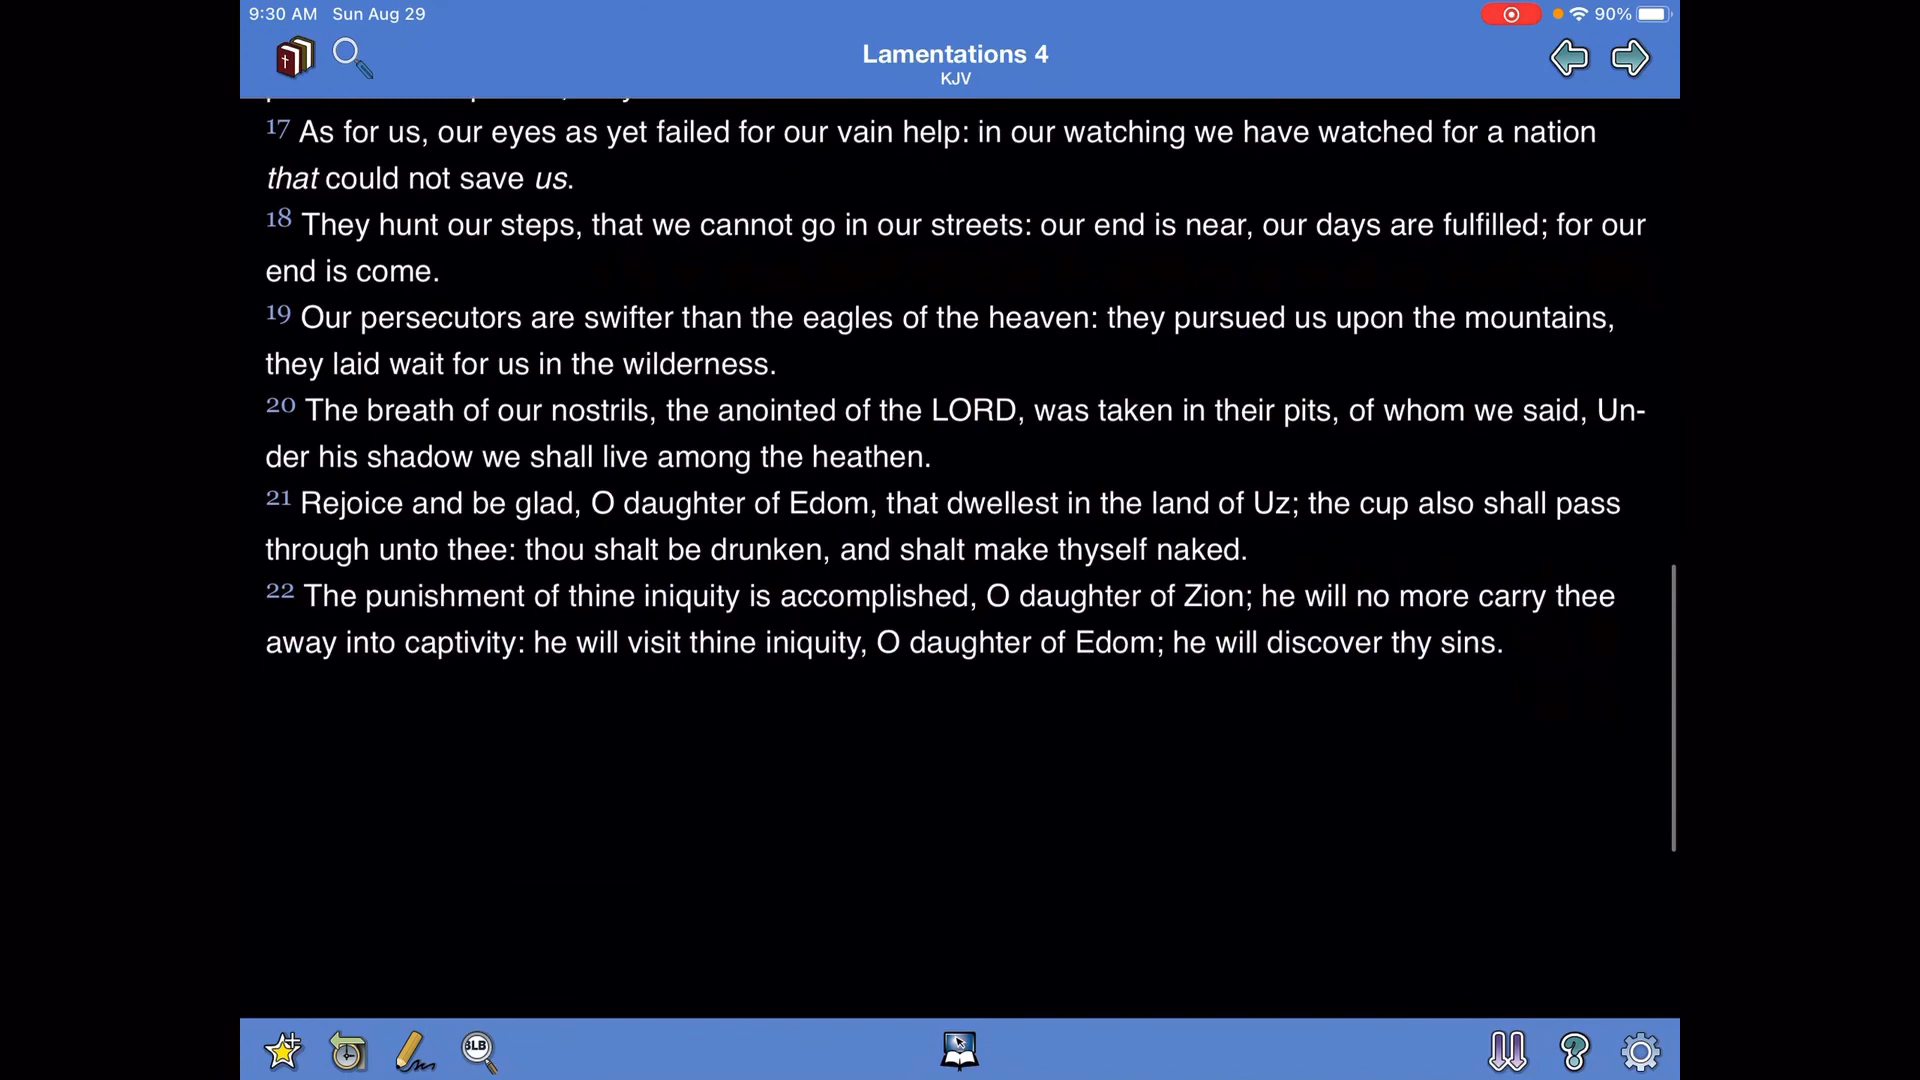 9:30 AM Sun Aug 29
90%
Lamentations 4
KJV
17 As for us, our eyes as yet failed for our vain help: in our watching we have watched for a nation
that could not save us.
18 They hunt our steps, that we cannot go in our streets: our end is near, our days are fulfilled; for our
end is come.
19 Our persecutors are swifter than the eagles of the heaven: they pursued us upon the mountains,
they laid wait for us in the wilderness.
20 The breath of our nostrils, the anointed of the LORD, was taken in their pits, of whom we said, Un-
der his shadow we shall live among the heathen.
21 Rejoice and be glad, O daughter of Edom, that dwellest in the land of Uz; the cup also shall pass
through unto thee: thou shalt be drunken, and shalt make thyself naked.
22 The punishment of thine iniquity is accomplished, O daughter of Zion; he will no more carry thee
away into captivity: he will visit thine iniquity, O daughter of Edom; he will discover thy sins.
BLB